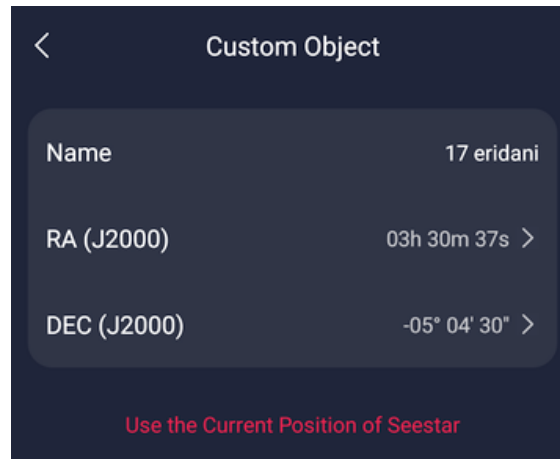 Custom Object
Name 17 eridani
RA (J2000) 03h 30m 37s
DEC (J2000) -05° 04' 30"
Use the Current Position of Seestar